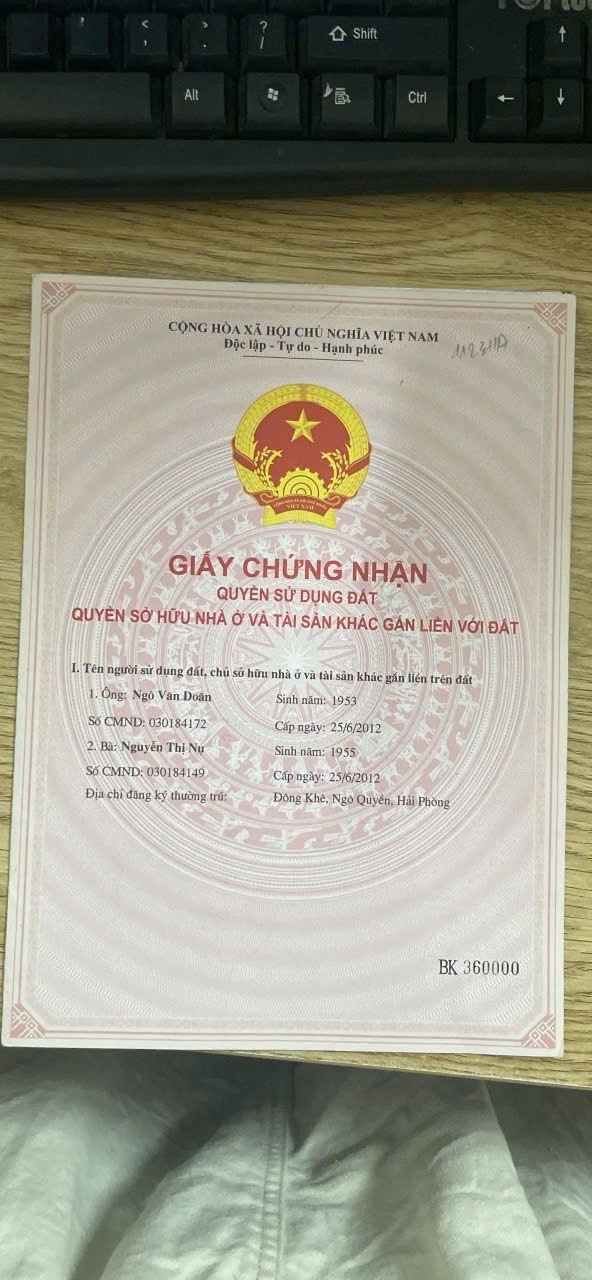 < ,
> .
? /
Shift
Alt
Ctrl
CỘNG HÒA XÃ HỘI CHỦ NGHĨA VIỆT NAM
Độc lập - Tự do - Hạnh phúc
VIỆT NAM
GIẤY CHỨNG NHẬN
QUYỀN SỬ DỤNG ĐẤT
QUYỀN SỞ HỮU NHÀ Ở VÀ TÀI SẢN KHÁC GẮN LIỀN VỚI ĐẤT
I. Tên người sử dụng đất, chủ sở hữu nhà ở và tài sản khác gắn liền trên đất
1. Ông: Ngô Văn Doãn Sinh năm: 1953
Số CMND: 030184172 Cấp ngày: 25/6/2012
2. Bà: Nguyễn Thị Nụ Sinh năm: 1955
Số CMND: 030184149 Cấp ngày: 25/6/2012
Địa chỉ đăng ký thường trú: Đông Khê, Ngô Quyền, Hải Phòng
BK 360000